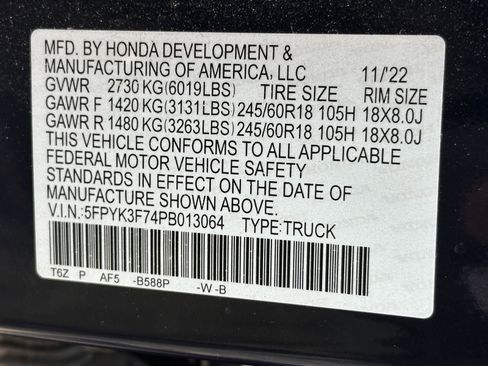 MFD. BY HONDA DEVELOPMENT &
MANUFACTURING OF AMERICA, LLC 11/'22
GVWR 2730 KG(6019LBS) TIRE SIZE RIM SIZE
GAWR F 1420 KG(3131LBS)245/60R18 105H 18X8.0J
GAWR R 1480 KG(3263LBS)245/60R18 105H 18X8.0J
THIS VEHICLE CONFORMS TO ALL APPLICABLE
FEDERAL MOTOR VEHICLE SAFETY
STANDARDS IN EFFECT ON THE DATE OF
MANUFACTURE SHOWN ABOVE.
V.I.N.:5FPYK3F74PB013064 TYPE:TRUCK
T6Z P AF5 -B588P -W -B